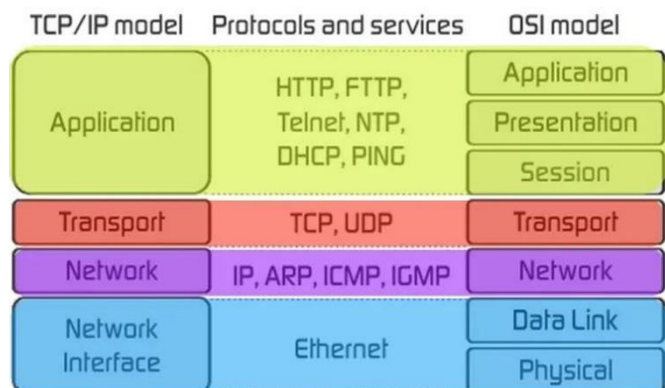 TCP/IP model Protocols and services OSI model
Application
HTTP, FTTP,
Telnet, NTP,
DHCP, PING
Application
Presentation
Session
Transport TCP, UDP Transport
Network IP, ARP, ICMP, IGMP Network
Network
Interface
Ethernet
Data Link
Physical